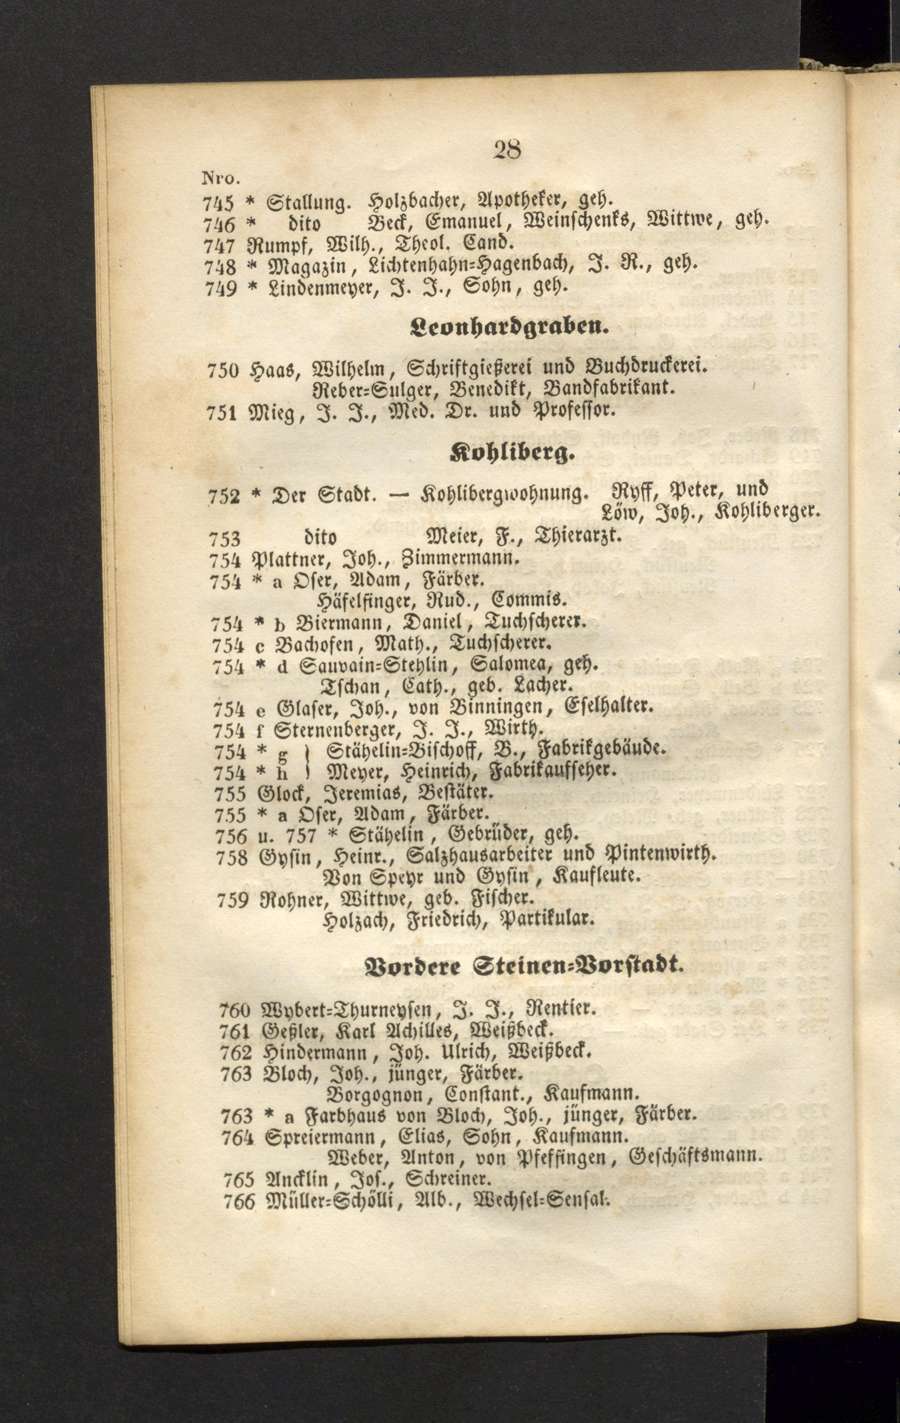 28
Nro.
745 * Stallung. Holzbacher, Apotheker, geh.
746 * dito Beck, Emanuel, Weinschenks, Wittwe, geh.
747 Rumpf, Wilh., Theol. Cand.
748 * Magazin, Lichtenhahn=Hagenbach, J. R., geh.
749 * Lindenmeyer, J. J., Sohn, geh.
Leonhardgraben.
750 Haas, Wilhelm, Schriftgießerei und Buchdruckerei.
Reber=Sulger, Benedikt, Bandfabrikant.
751 Mieg, J. J., Med. Dr. und Professor.
Kohliberg.
752 * Der Stadt. — Kohlibergwohnung. Ryff, Peter, und
Löw, Joh., Kohliberger.
753 dito Meier, F., Thierarzt.
754 Plattner, Joh., Zimmermann.
754 * a Oser, Adam, Färber.
Häfelfinger, Rud., Commis.
754 * b Biermann, Daniel, Tuchscherer.
754 c Bachofen, Math., Tuchscherer.
754 * d Sauvain=Stehlin, Salomea, geh.
Tschan, Cath., geb. Lacher.
754 e Glaser, Joh., von Binningen, Eselhalter.
754 f Sternenberger, J. J., Wirth.
754 * g } Stähelin=Bischoff, B., Fabrikgebäude.
754 * h } Meyer, Heinrich, Fabrikaufseher.
755 Glock, Jeremias, Bestäter.
755 * a Oser, Adam, Färber.
756 u. 757 * Stähelin, Gebrüder, geh.
758 Gysin, Heinr., Salzhausarbeiter und Pintenwirth.
Von Speyr und Gysin, Kaufleute.
759 Rohner, Wittwe, geb. Fischer.
Holzach, Friedrich, Partikular.
Vordere Steinen=Vorstadt.
760 Wybert=Thurneysen, J. J., Rentier.
761 Geßler, Karl Achilles, Weißbeck.
762 Hindermann, Joh. Ulrich, Weißbeck.
763 Bloch, Joh., jünger, Färber.
Borgognon, Constant., Kaufmann.
763 * a Farbhaus von Bloch, Joh., jünger, Färber.
764 Spreiermann, Elias, Sohn, Kaufmann.
Weber, Anton, von Pfeffingen, Geschäftsmann.
765 Ancklin, Jos., Schreiner.
766 Müller=Schölli, Alb., Wechsel=Sensal.